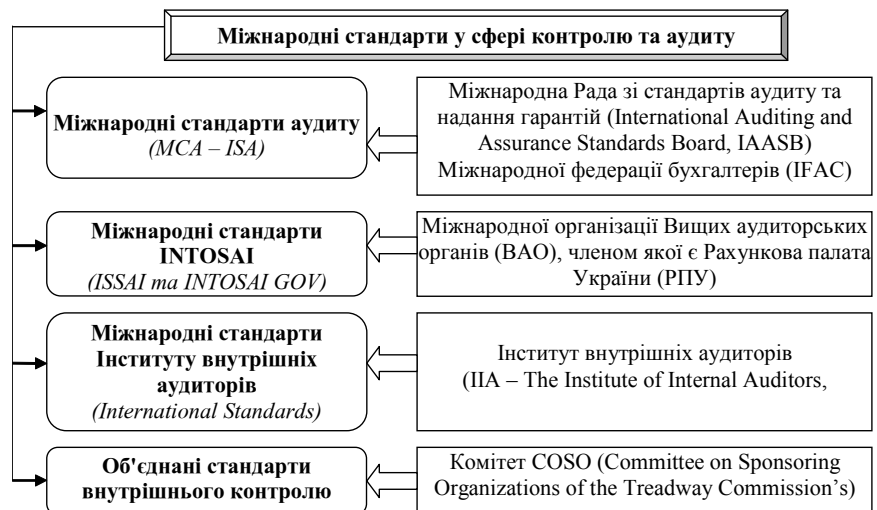 Міжнародні стандарти у сфері контролю та аудиту
Міжнародні стандарти аудиту
(МСА – ISA)
Міжнародна Рада зі стандартів аудиту та
надання гарантій (International Auditing and
Assurance Standards Board, IAASB)
Міжнародної федерації бухгалтерів (IFAC)
Міжнародні стандарти
INTOSAI
(ISSAI та INTOSAI GOV)
Міжнародної організації Вищих аудиторських
органів (ВАО), членом якої є Рахункова палата
України (РПУ)
Міжнародні стандарти
Інституту внутрішніх
аудиторів
(International Standards)
Інститут внутрішніх аудиторів
(IIA – The Institute of Internal Auditors,
Об'єднані стандарти
внутрішнього контролю
Комітет COSO (Committee on Sponsoring
Organizations of the Treadway Commission’s)